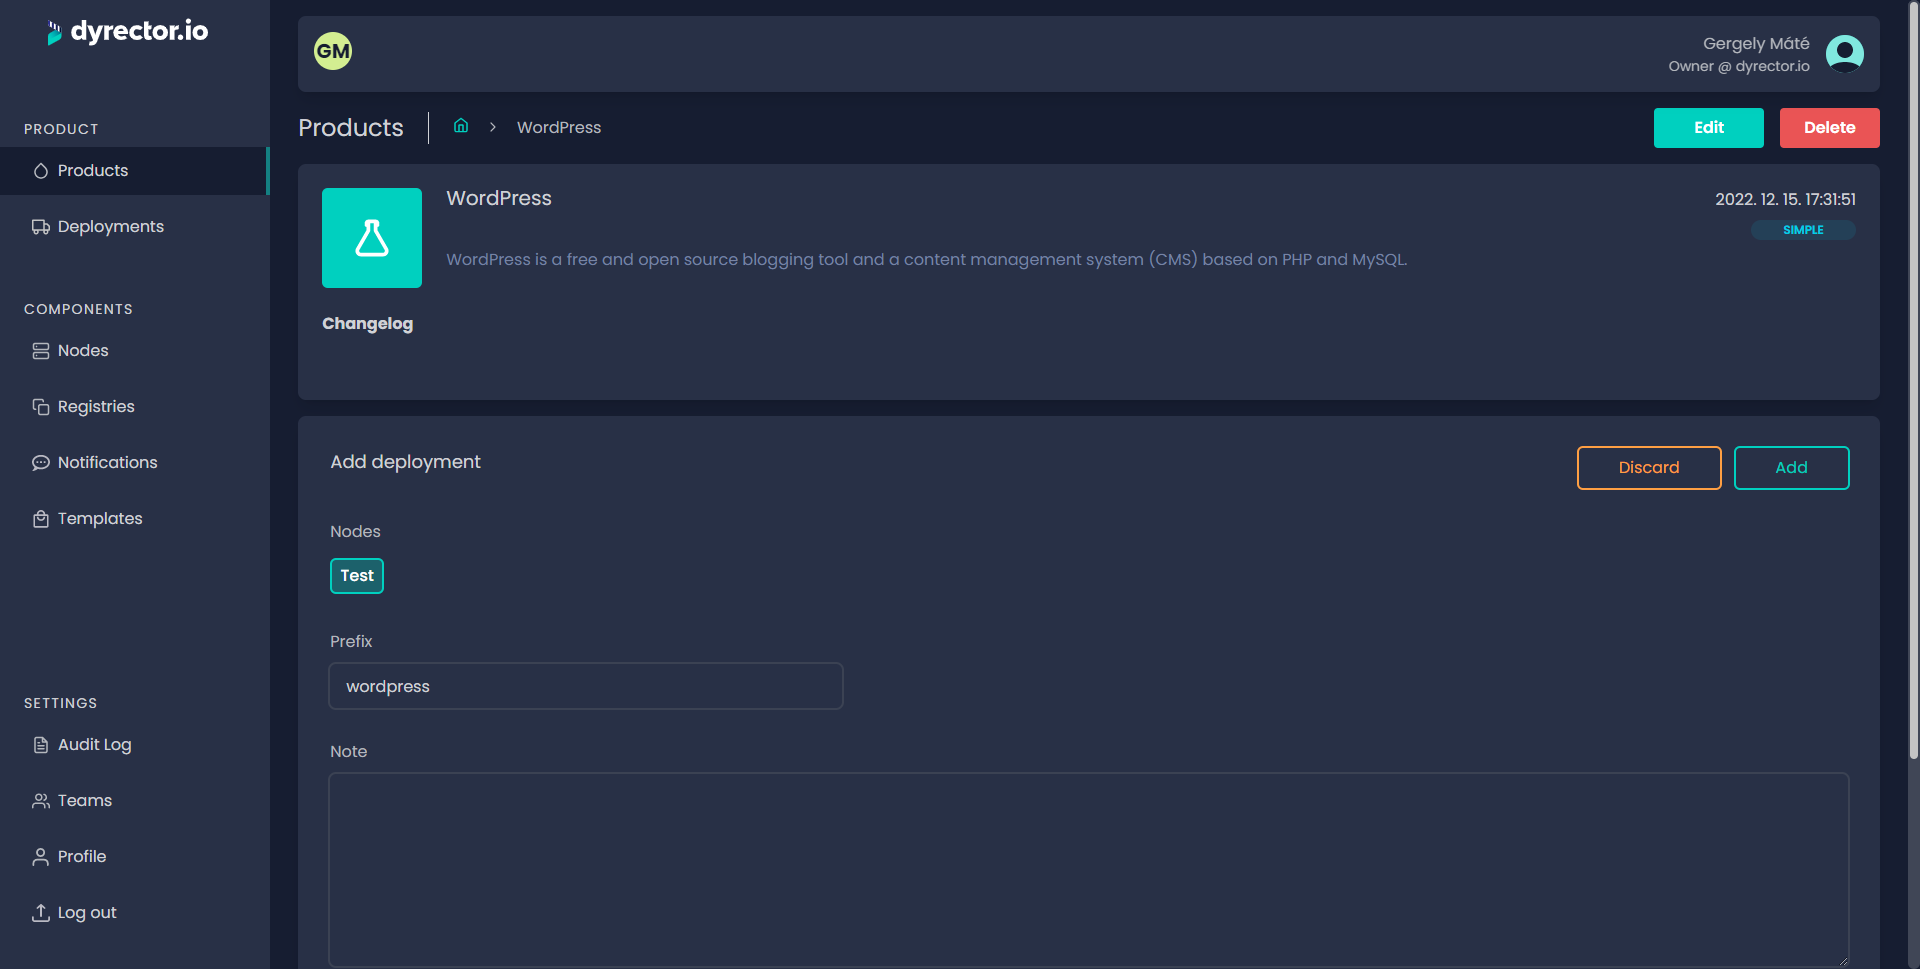 dyrector.io
PRODUCT
Products
Deployments
COMPONENTS
Nodes
Registries
Notifications
Templates
SETTINGS
Audit Log
Teams
Profile
Log out
GM
Gergely Máté
Owner @ dyrector.io
Products
WordPress
Edit
Delete
WordPress
2022. 12. 15. 17:31:51
SIMPLE
WordPress is a free and open source blogging tool and a content management system (CMS) based on PHP and MySQL.
Changelog
Add deployment
Discard
Add
Nodes
Test
Prefix
wordpress
Note